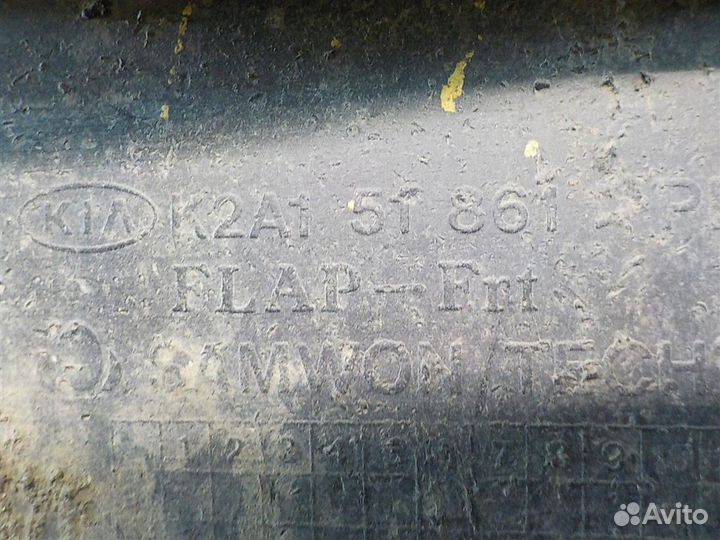 KIA K2A1 51 861 >P
FLAP-Frt
SAMWON TECH
1 2 3 4 5 6 7 8 9
Avito